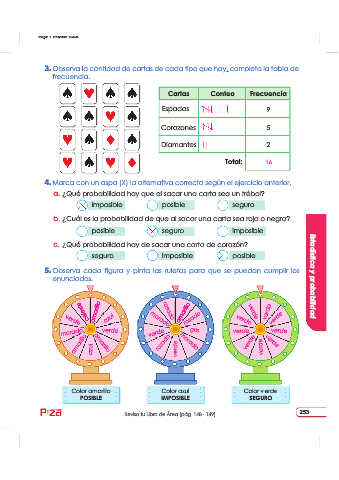 3. Observa la cantidad de cartas de cada tipo que hay, completa la tabla de
frecuencia.
Cartas Conteo Frecuencia
Espadas 9
Corazones 5
Diamantes 2
Total: 16
4. Marca con un aspa (X) la alternativa correcta según el ejercicio anterior.
a. ¿Qué probabilidad hay que al sacar una carta sea un trébol?
imposible posible seguro
b. ¿Cuál es la probabilidad de que al sacar una carta sea roja o negra?
posible seguro imposible
c. ¿Qué probabilidad hay de sacar una carta de corazón?
seguro imposible posible
5. Observa cada figura y pinta las ruletas para que se puedan cumplir los
enunciados.
Estadística y probabilidad
Color amarillo
POSIBLE
Color azul
IMPOSIBLE
Color verde
SEGURO
Revisa tu Libro de Área (pág. 146 - 149)
253